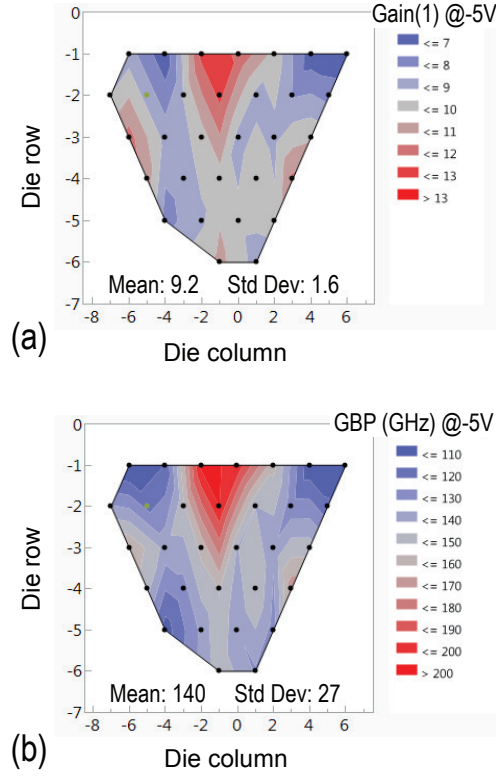 Gain(1) @-5V
0
-1
-2
-3
-4
-5
-6
-7
Die row
<= 7
<= 8
<= 9
<= 10
<= 11
<= 12
<= 13
> 13
Mean: 9.2 Std Dev: 1.6
-8 -6 -4 -2 0 2 4 6
(a)
Die column
GBP (GHz) @-5V
0
-1
-2
-3
-4
-5
-6
-7
Die row
<= 110
<= 120
<= 130
<= 140
<= 150
<= 160
<= 170
<= 180
<= 190
<= 200
> 200
Mean: 140 Std Dev: 27
-8 -6 -4 -2 0 2 4 6
(b)
Die column